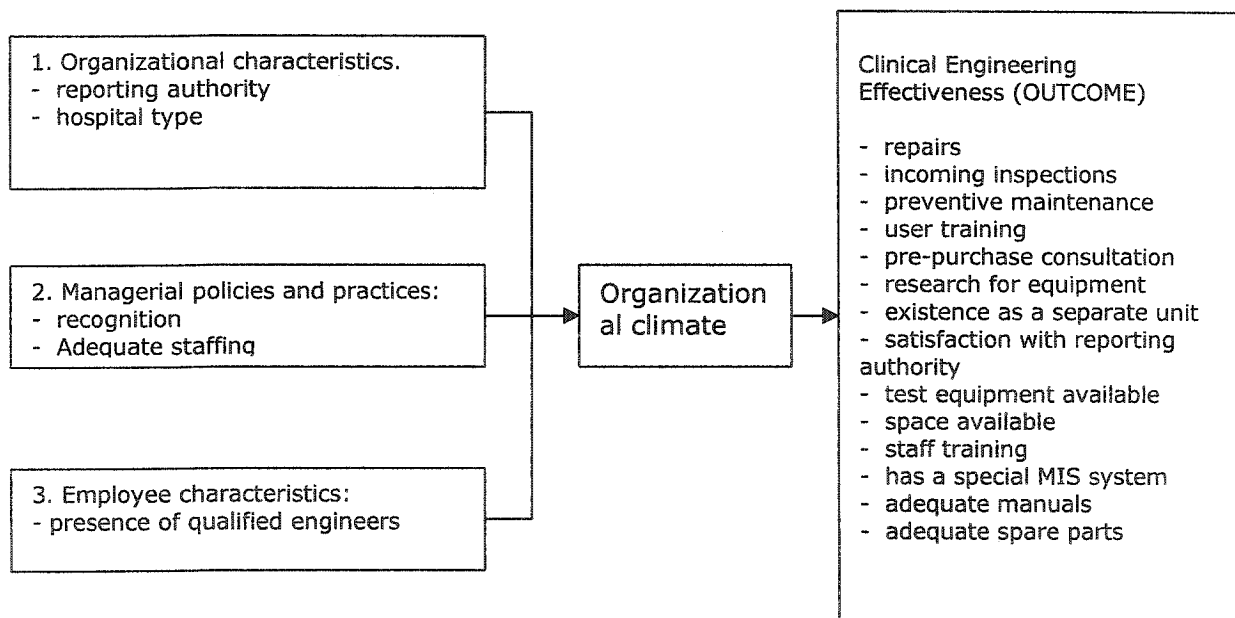 1. Organizational characteristics.
- reporting authority
- hospital type
2. Managerial policies and practices:
- recognition
- Adequate staffing
3. Employee characteristics:
- presence of qualified engineers
Organization
al climate
Clinical Engineering
Effectiveness (OUTCOME)
- repairs
- incoming inspections
- preventive maintenance
- user training
- pre-purchase consultation
- research for equipment
- existence as a separate unit
- satisfaction with reporting
authority
- test equipment available
- space available
- staff training
- has a special MIS system
- adequate manuals
- adequate spare parts